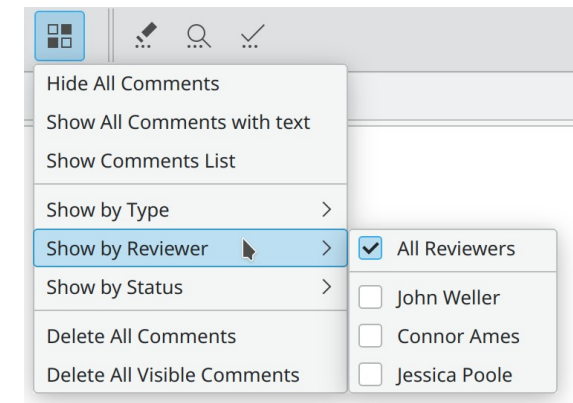 Hide All Comments
Show All Comments with text
Show Comments List
Show by Type
Show by Reviewer
Show by Status
Delete All Comments
Delete All Visible Comments
All Reviewers
John Weller
Connor Ames
Jessica Poole